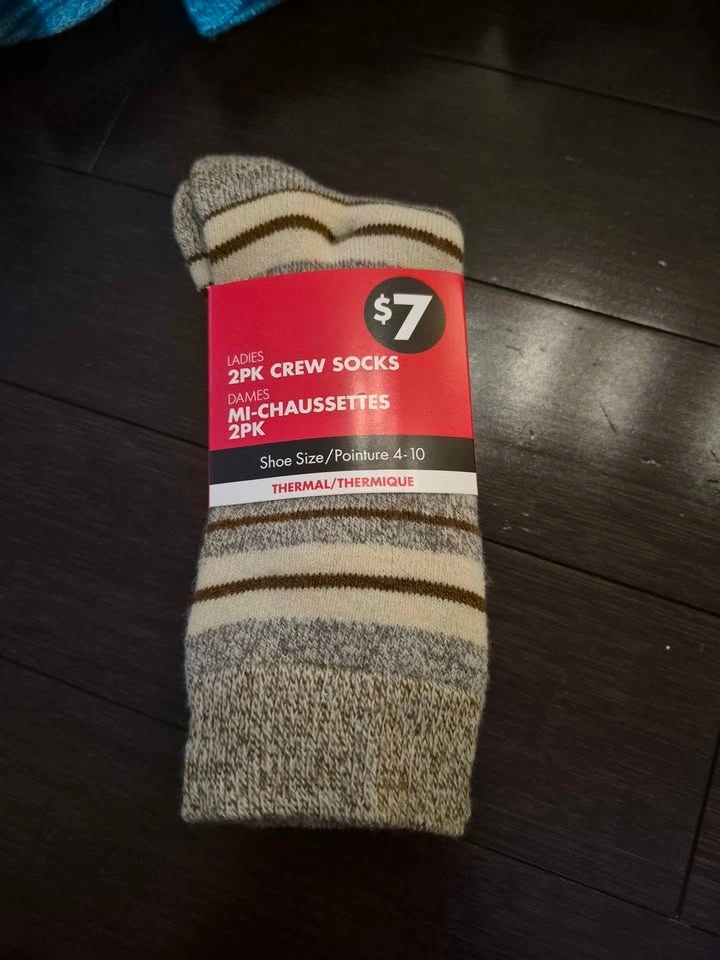 $7
LADIES
2PK CREW SOCKS
DAMES
MI-CHAUSSETTES
2PK
Shoe Size/Pointure 4-10
THERMAL/THERMIQUE